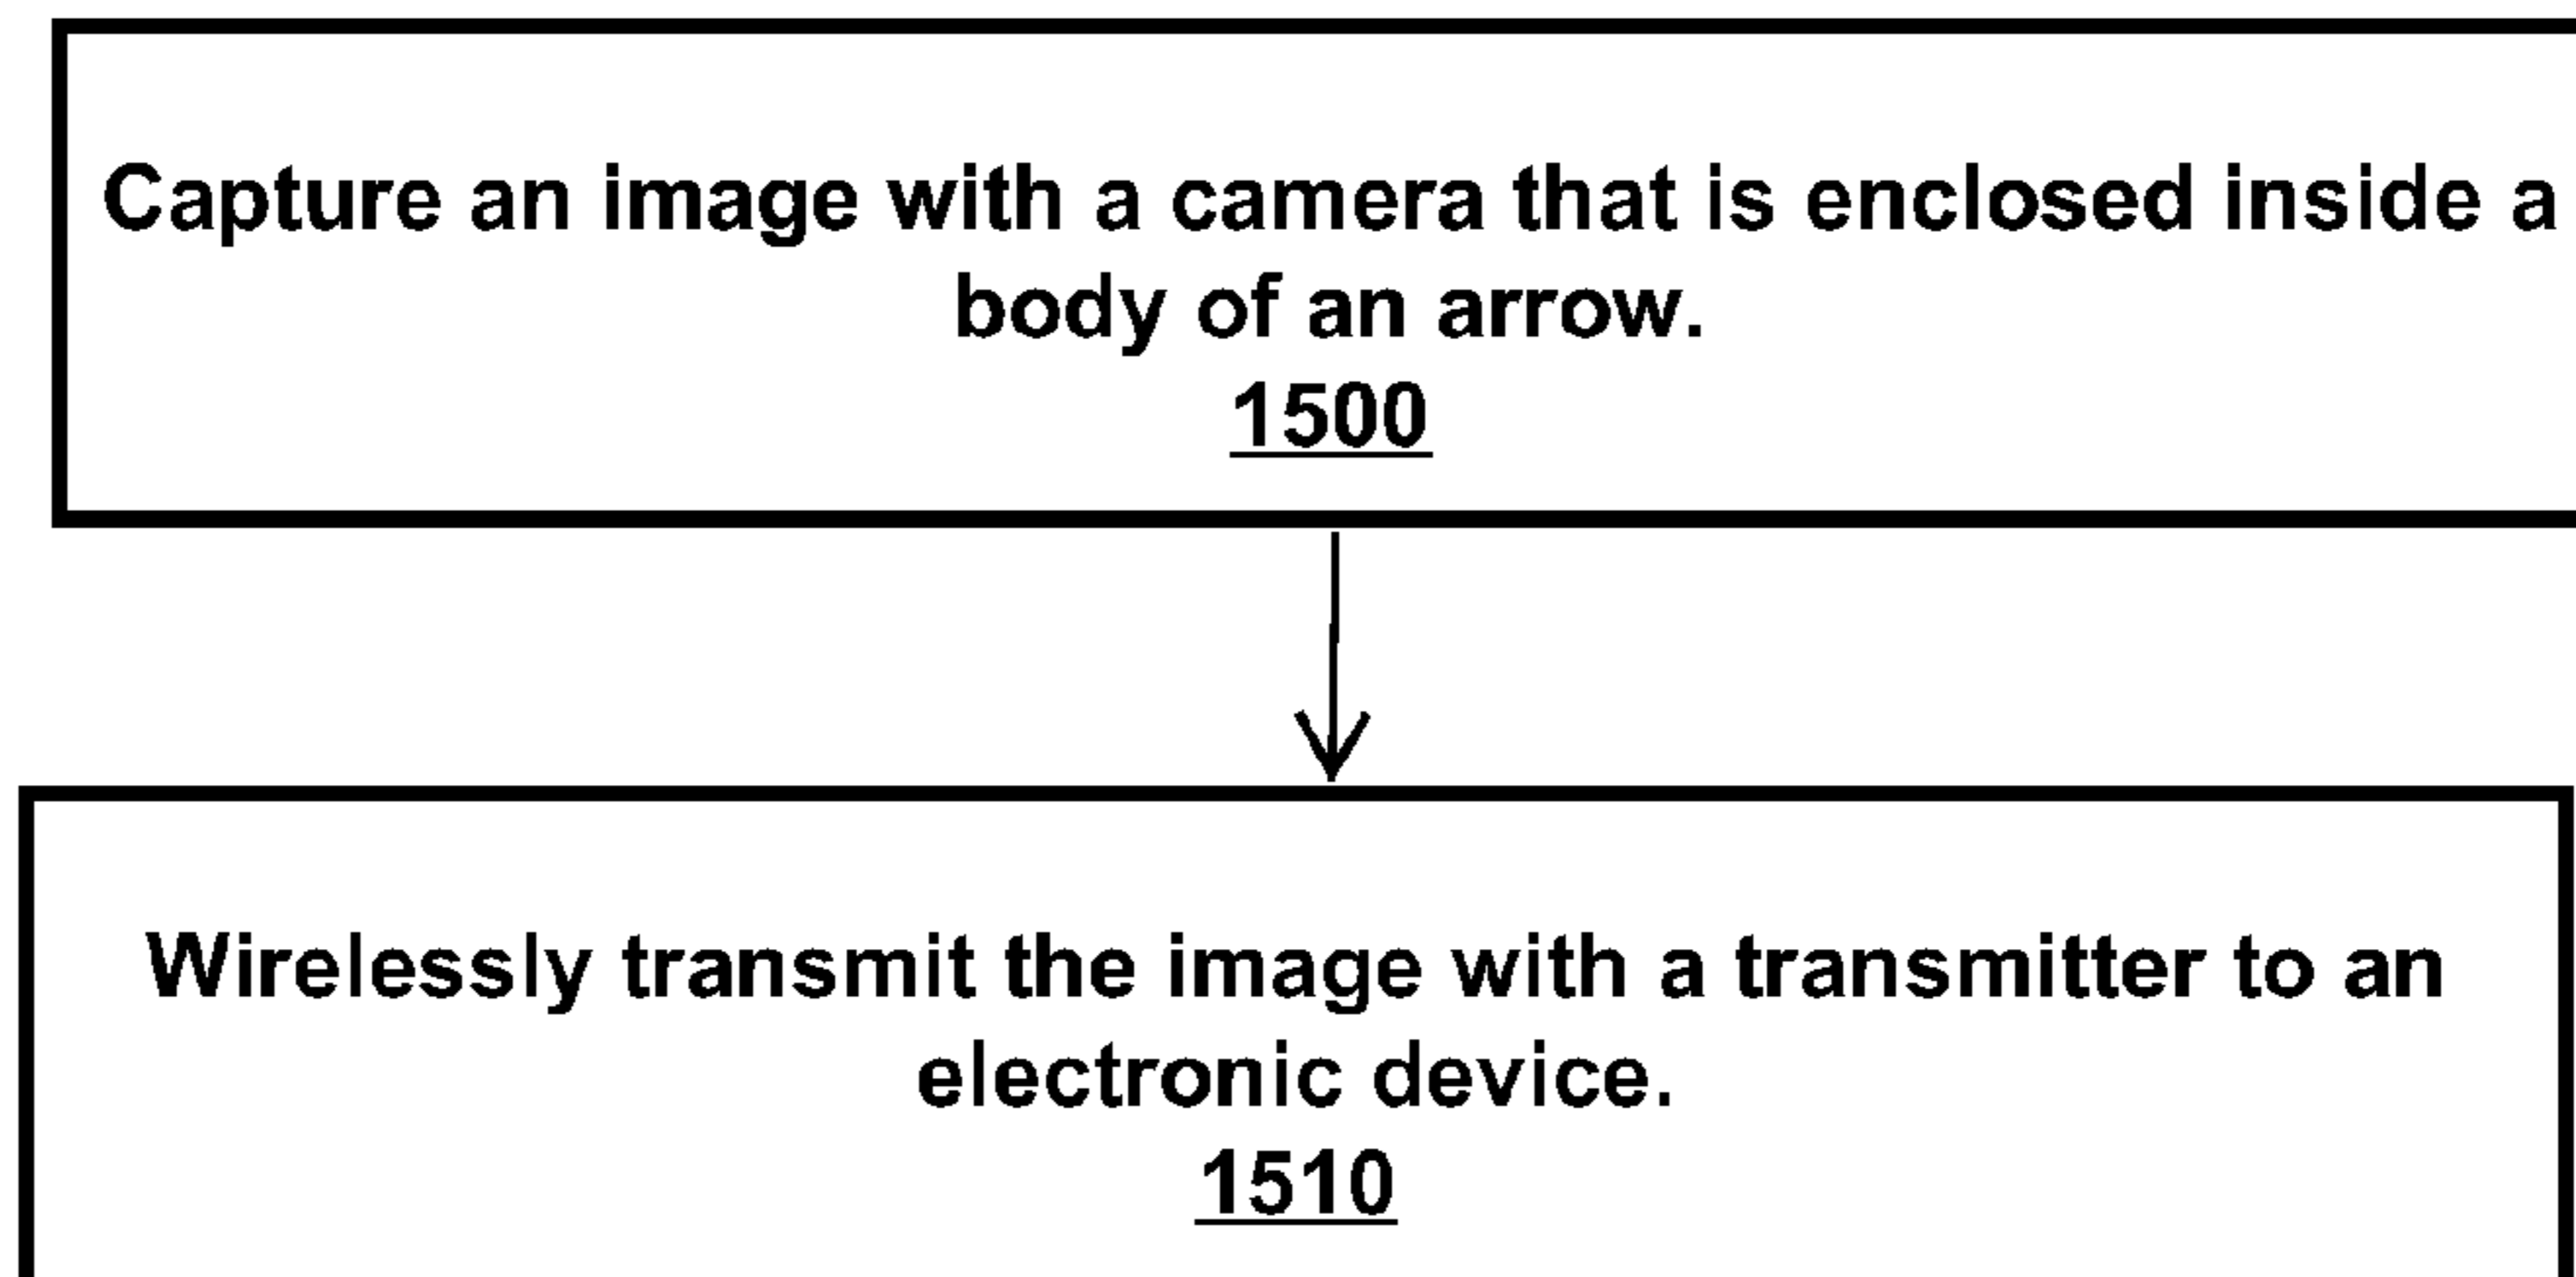 Capture an image with a camera that is enclosed inside a
body of an arrow.
1500
Wirelessly transmit the image with a transmitter to an
electronic device.
1510